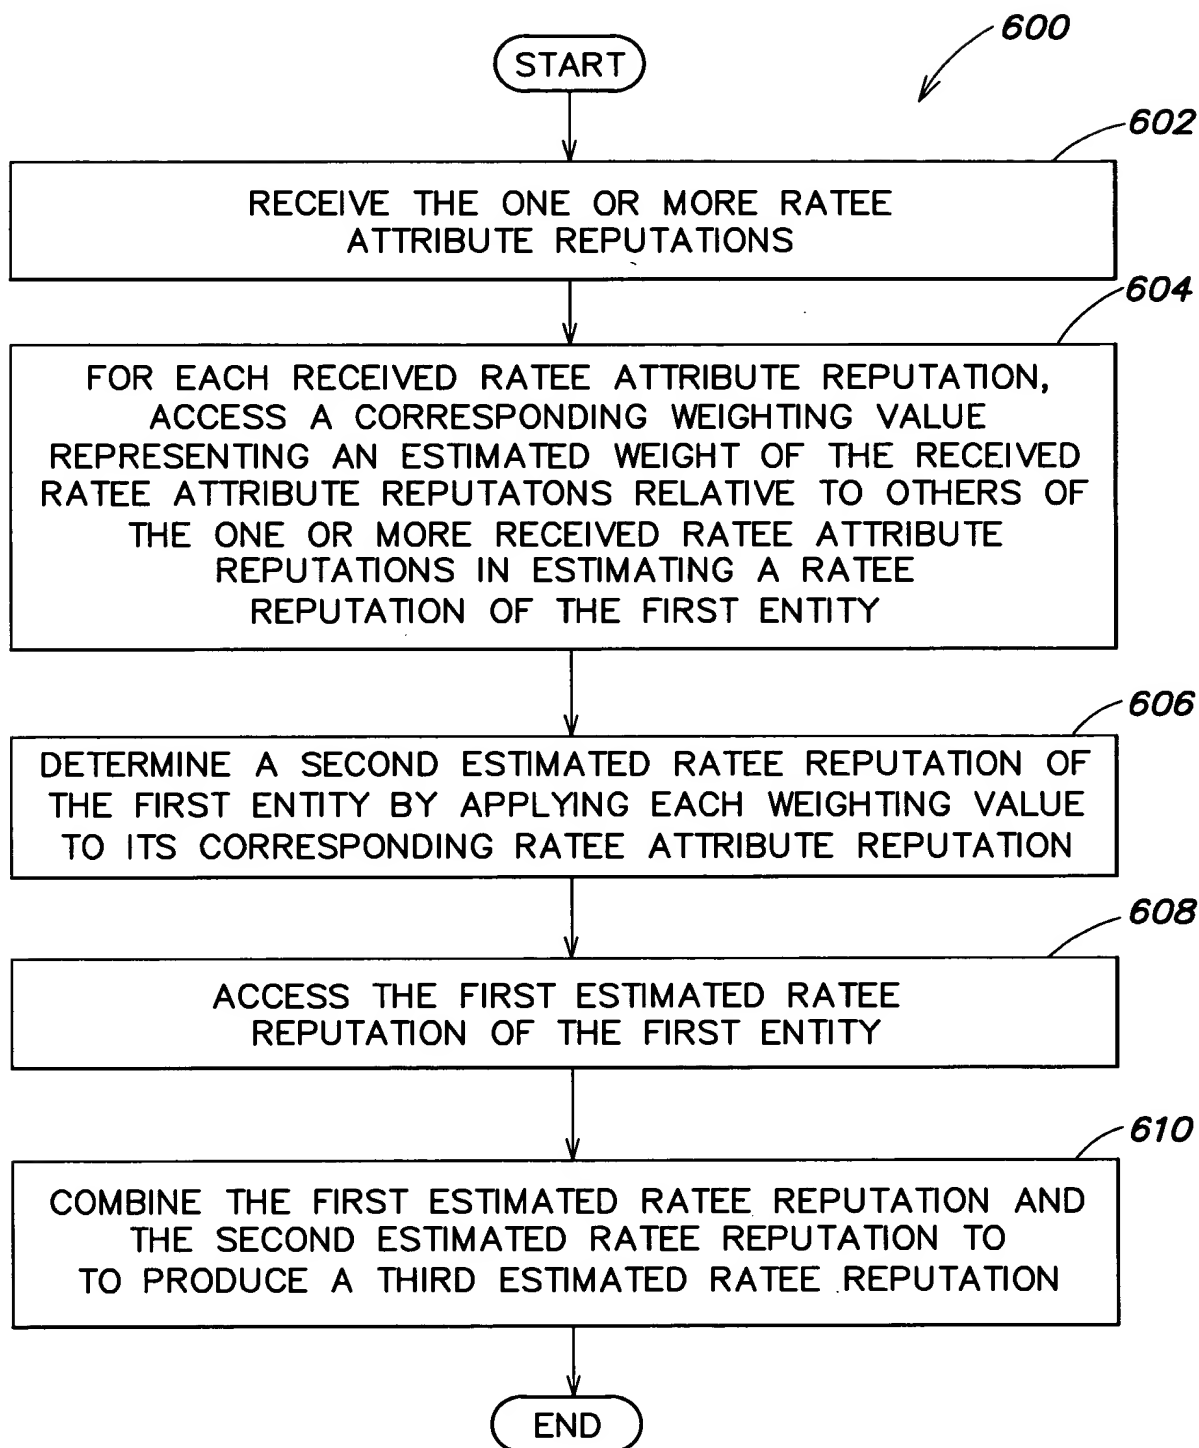 600
START
602
RECEIVE THE ONE OR MORE RATEE
ATTRIBUTE REPUTATIONS
604
FOR EACH RECEIVED RATEE ATTRIBUTE REPUTATION,
ACCESS A CORRESPONDING WEIGHTING VALUE
REPRESENTING AN ESTIMATED WEIGHT OF THE RECEIVED
RATEE ATTRIBUTE REPUTATONS RELATIVE TO OTHERS OF
THE ONE OR MORE RECEIVED RATEE ATTRIBUTE
REPUTATIONS IN ESTIMATING A RATEE
REPUTATION OF THE FIRST ENTITY
606
DETERMINE A SECOND ESTIMATED RATEE REPUTATION OF
THE FIRST ENTITY BY APPLYING EACH WEIGHTING VALUE
TO ITS CORRESPONDING RATEE ATTRIBUTE REPUTATION
608
ACCESS THE FIRST ESTIMATED RATEE
REPUTATION OF THE FIRST ENTITY
610
COMBINE THE FIRST ESTIMATED RATEE REPUTATION AND
THE SECOND ESTIMATED RATEE REPUTATION TO
TO PRODUCE A THIRD ESTIMATED RATEE REPUTATION
END